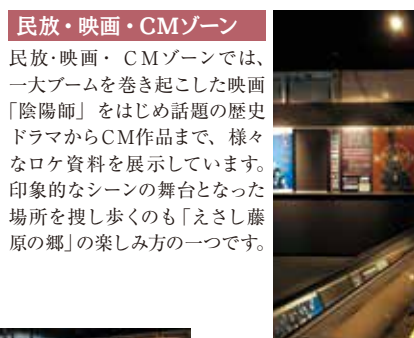 民放・映画・CMゾーン
民放・映画・ CMゾーンでは、
一大ブームを巻き起こした映画
「陰陽師」をはじめ話題の歴史
ドラマからCM作品まで、様々
なロケ資料を展示しています。
印象的なシーンの舞台となった
場所を捜し歩くのも「えさし藤
原の郷」の楽しみ方の一つです。